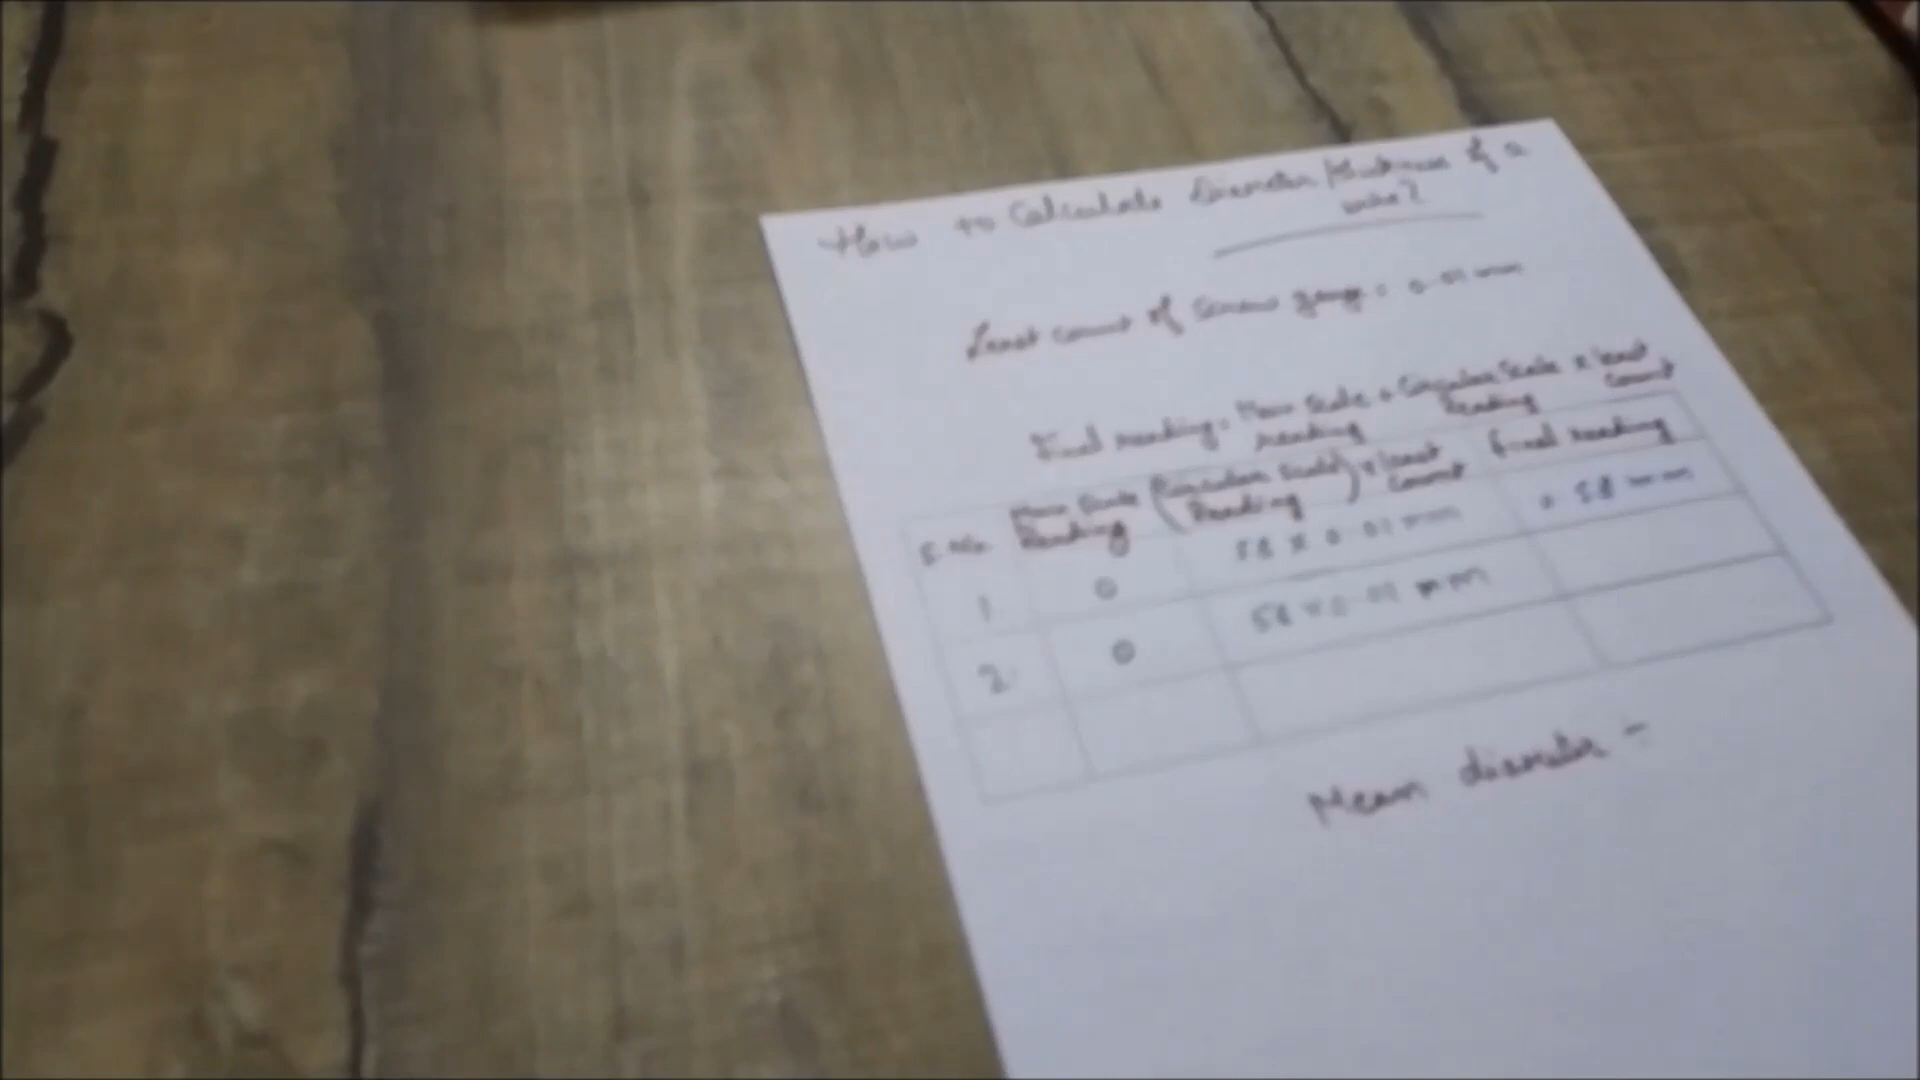 How to Calculate Diameter/thickness of a
wire?
Least count of Screw gauge = 0.01 mm
Final reading = Main Scale + Circular Scale x least
reading Reading count
S.No. Main Scale (Circular Scale) x least Final reading
Reading Reading count
1. 0 58 x 0.01 mm 0.58 mm
2. 0 58 x 0.01 mm
Mean diameter =